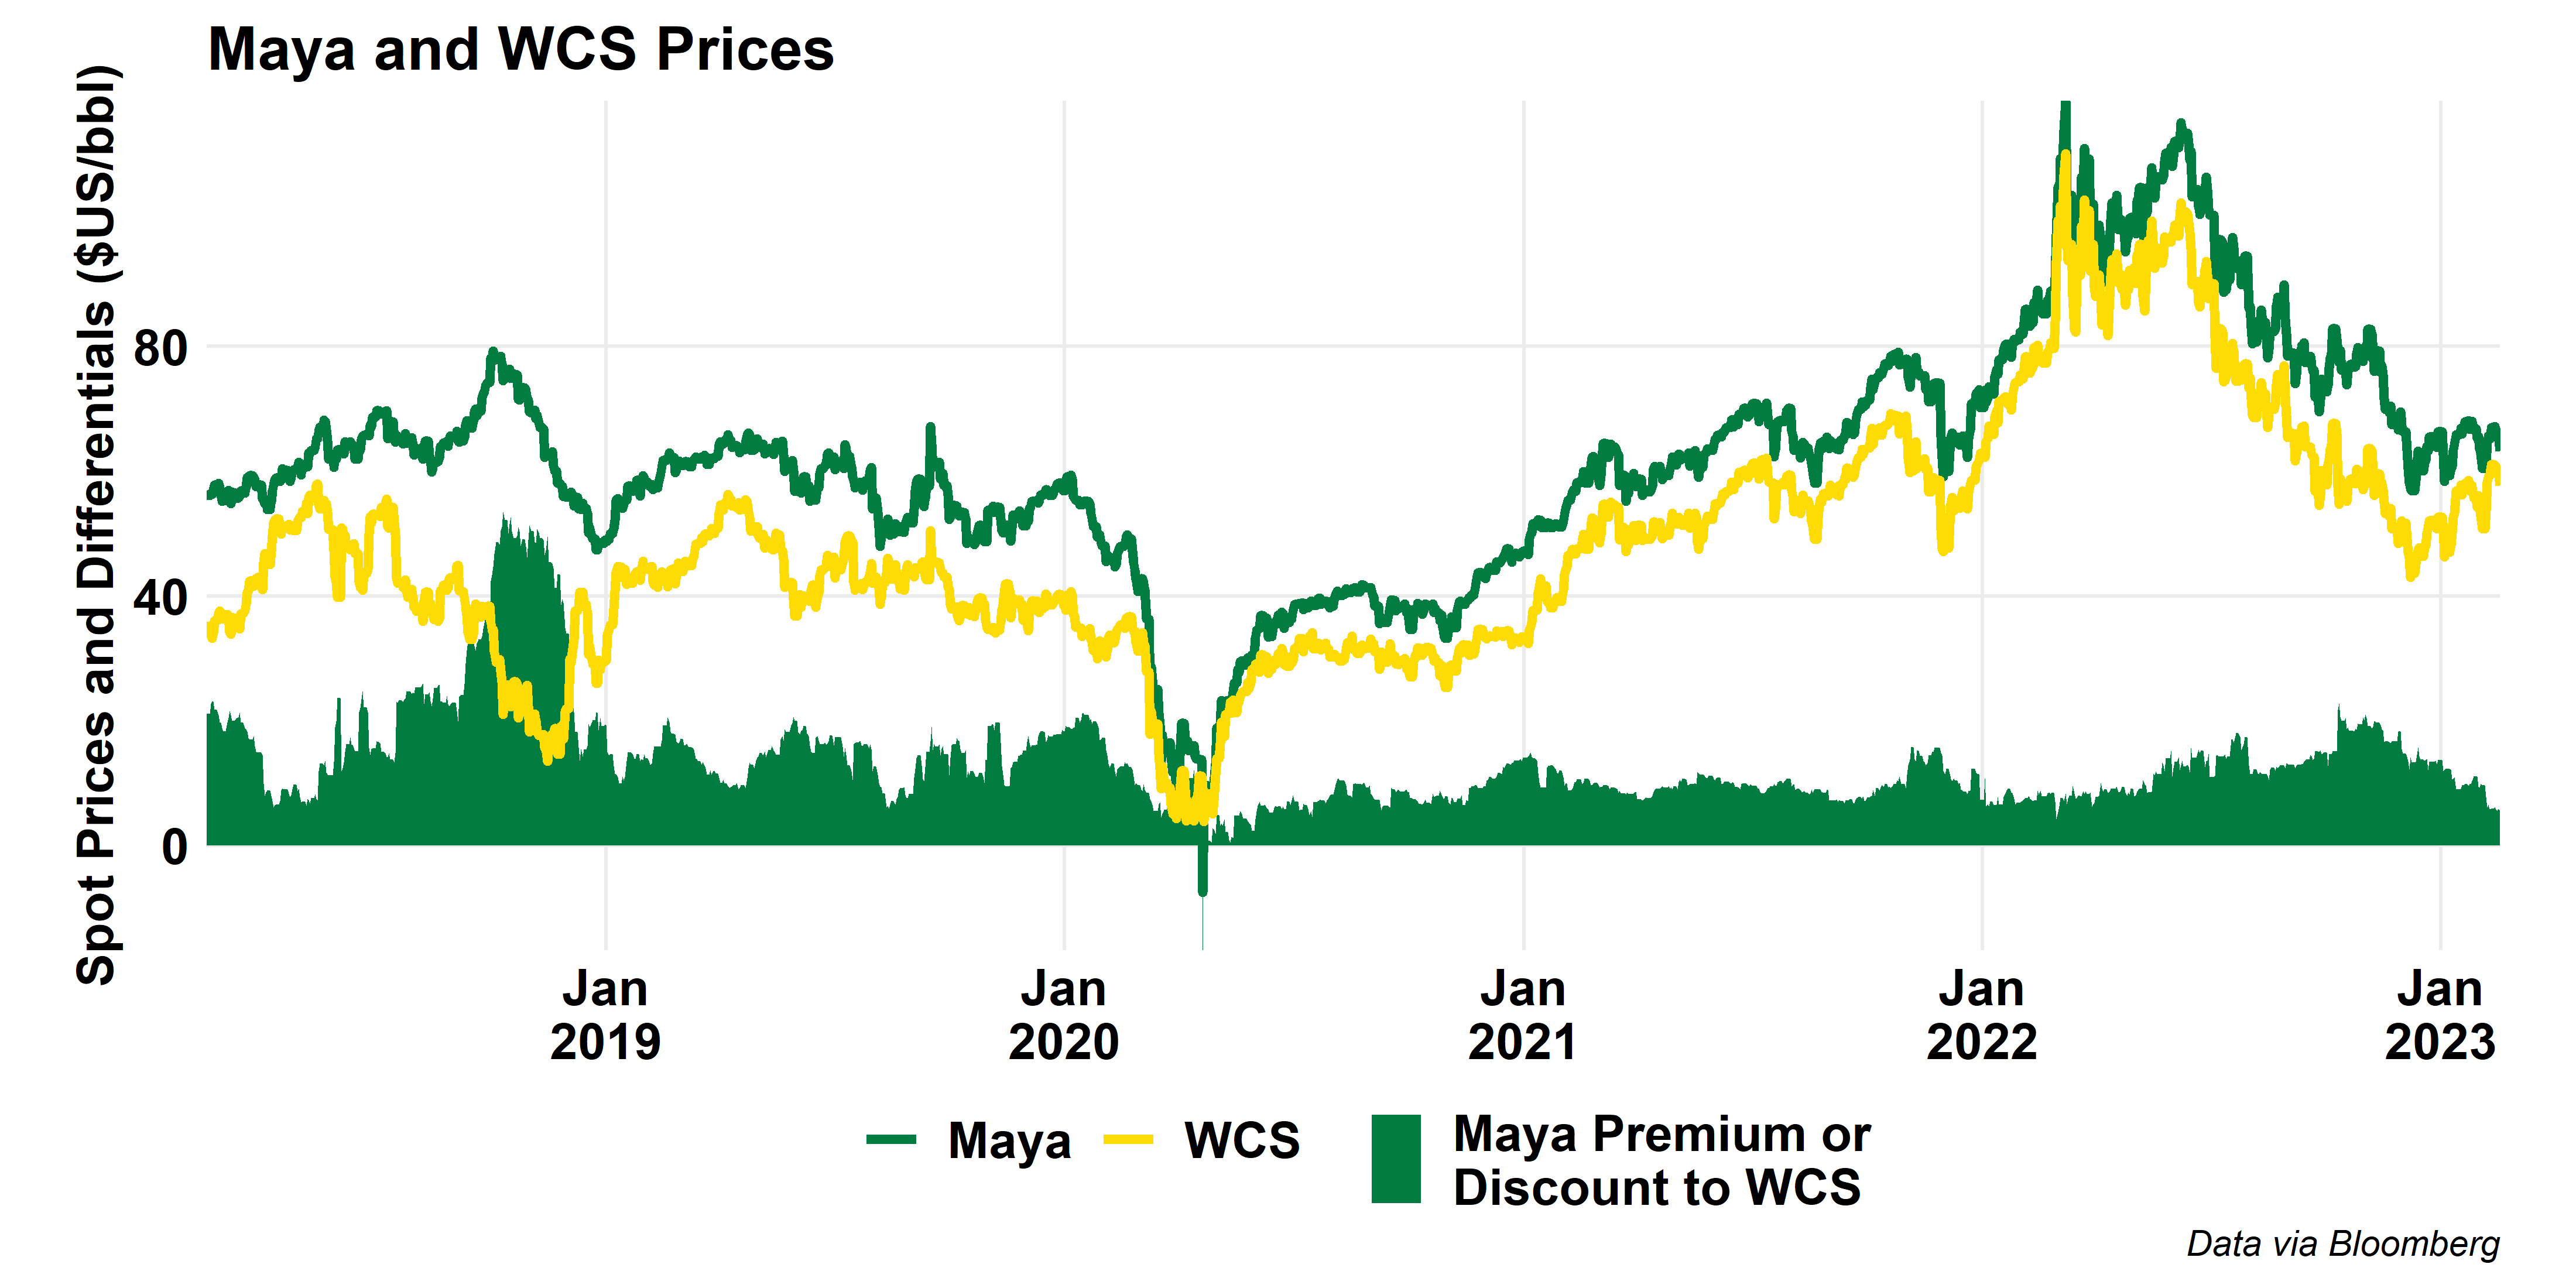 Maya and WCS Prices
Spot Prices and Differentials ($US/bbl)
80
40
0
Jan
2019
Jan
2020
Jan
2021
Jan
2022
Jan
2023
Maya
WCS
Maya Premium or
Discount to WCS
Data via Bloomberg